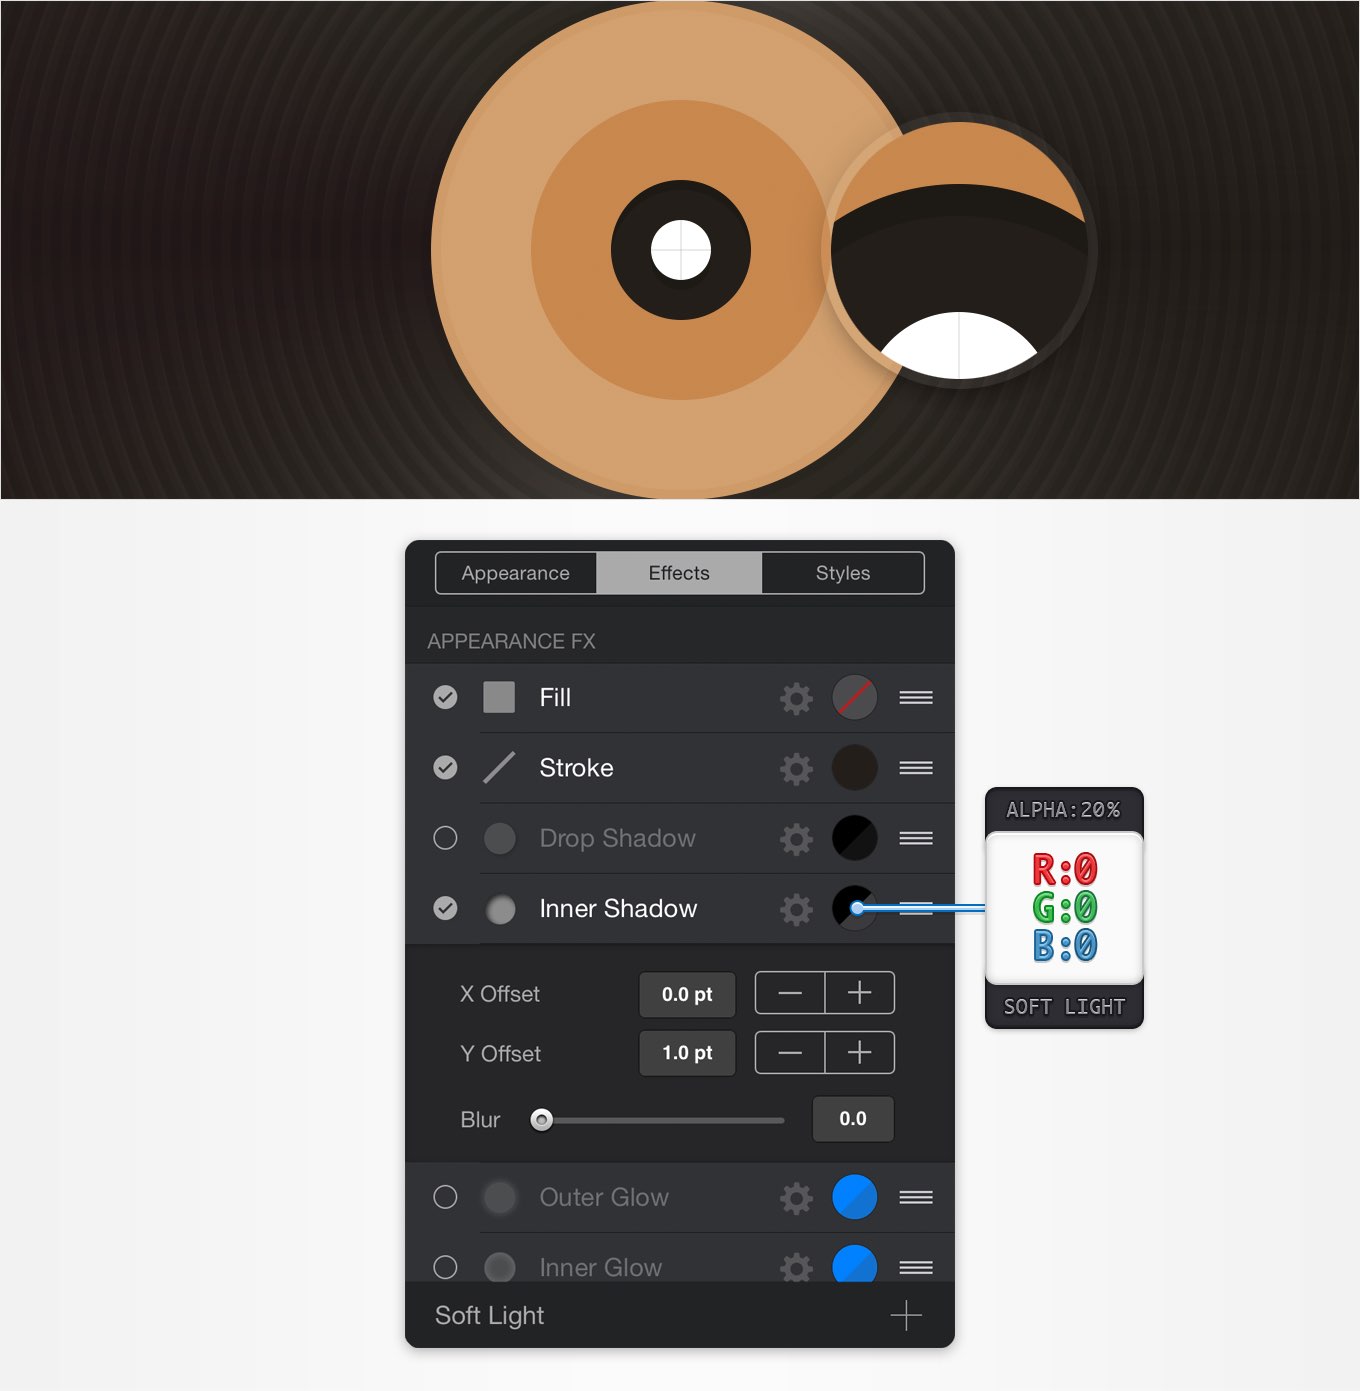 Appearance
Effects
Styles
APPEARANCE FX
Fill
Stroke
Drop Shadow
Inner Shadow
ALPHA:20%
R:0
G:0
B:0
SOFT LIGHT
X Offset
0.0 pt
Y Offset
1.0 pt
Blur
0.0
Outer Glow
Inner Glow
Soft Light